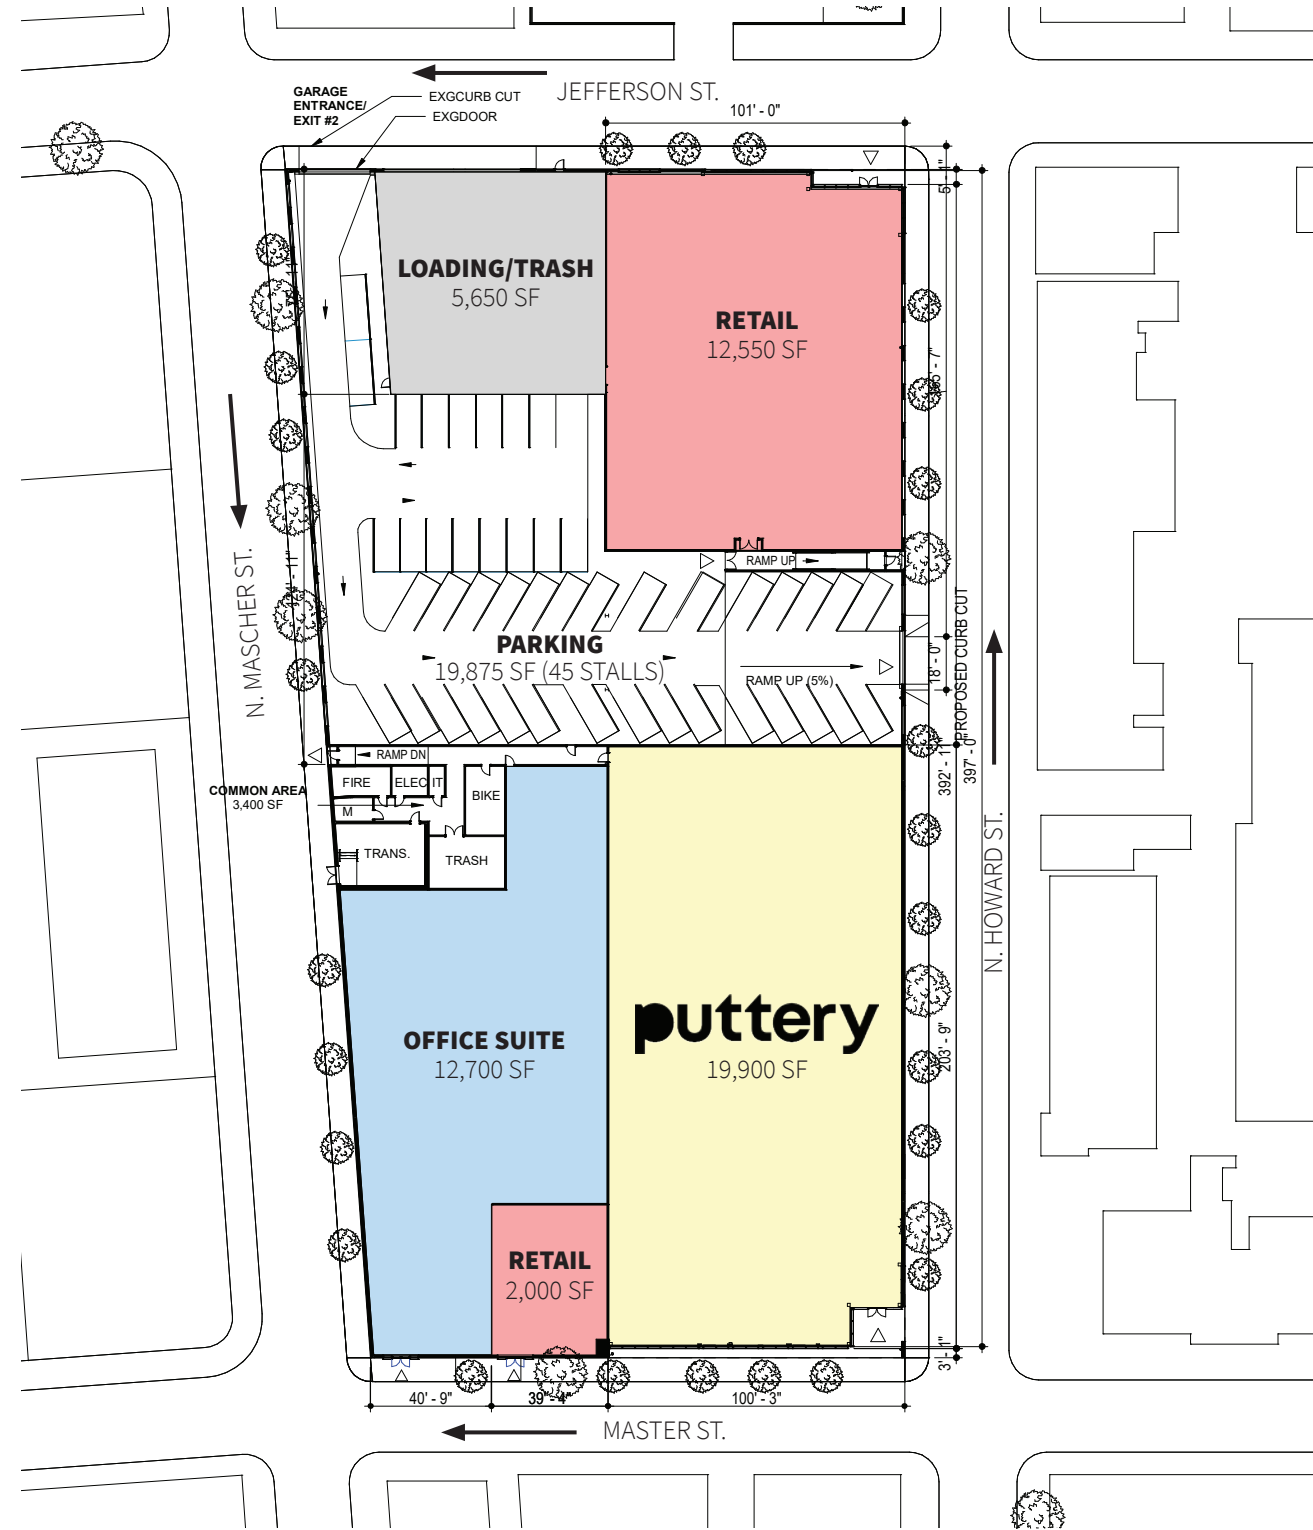 JEFFERSON ST.
GARAGE
ENTRANCE/
EXIT #2
EXGCURB CUT
EXGDOOR
101' - 0"
5' - 1"
LOADING/TRASH
5,650 SF
RETAIL
12,550 SF
N. MASCHER ST.
RAMP UP
PARKING
19,875 SF (45 STALLS)
RAMP UP (5%)
18' - 0"
PROPOSED CURB CUT
392' - 11"
397' - 0"
N. HOWARD ST.
RAMP DN
COMMON AREA
3,400 SF
FIRE
ELEC
IT
BIKE
M
TRANS.
TRASH
OFFICE SUITE
12,700 SF
puttery
19,900 SF
203' - 9"
RETAIL
2,000 SF
3' - 1"
40' - 9"
39' - 4"
100' - 3"
MASTER ST.